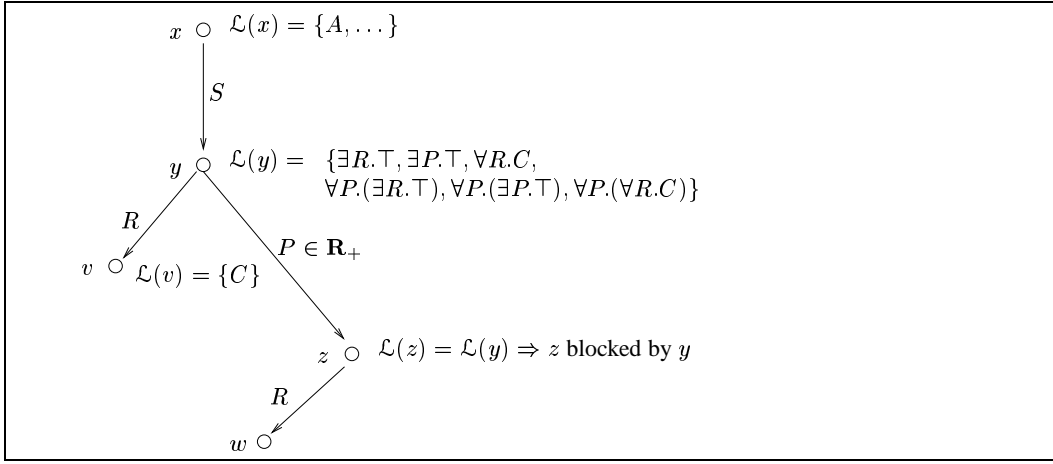 x ℒ(x) = {A, . . . }
S
y ℒ(y) = {∃R.⊤, ∃P.⊤, ∀R.C,
∀P.(∃R.⊤), ∀P.(∃P.⊤), ∀P.(∀R.C)}
R
P ∈ R₊
v ℒ(v) = {C}
z ℒ(z) = ℒ(y) ⇒ z blocked by y
R
w